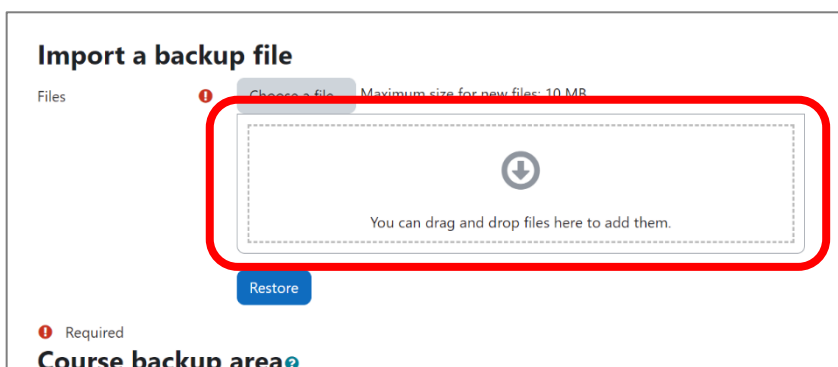 Import a backup file
Files Choose a file... Maximum size for new files: 10 MB
You can drag and drop files here to add them.
Restore
Required
Course backup area